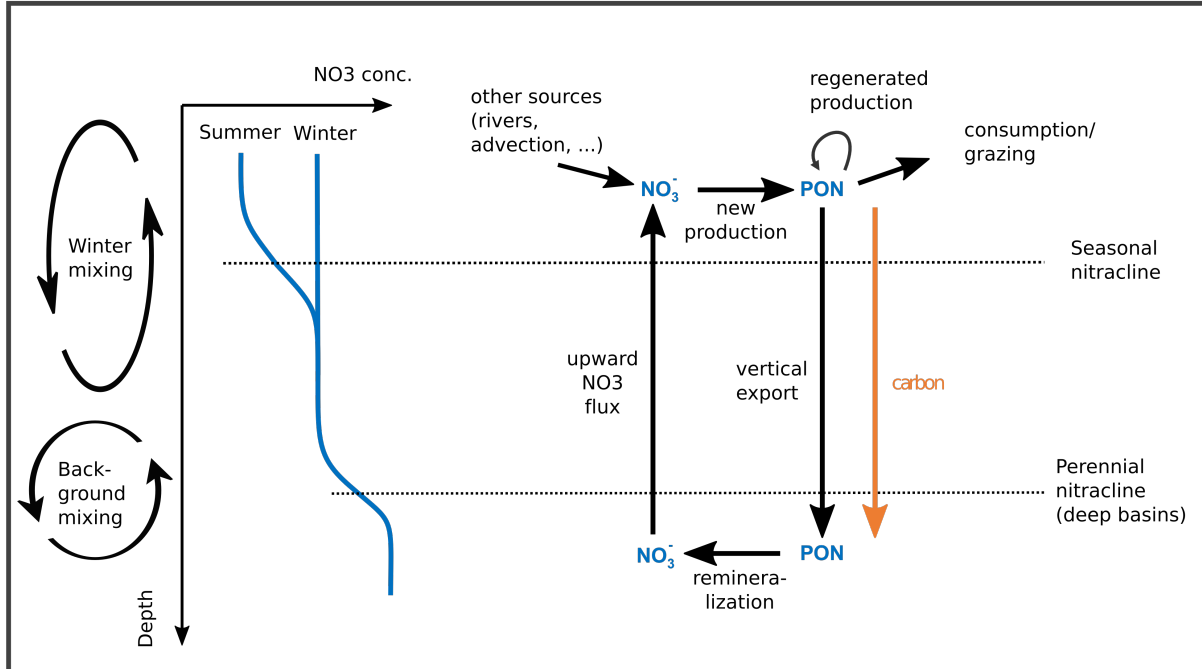 NO3 conc.
Summer
Winter
Winter
mixing
Back-
ground
mixing
Depth
other sources
(rivers,
advection, ...)
regenerated
production
consumption/
grazing
NO₃⁻
new
production
PON
Seasonal
nitracline
upward
NO3
flux
vertical
export
carbon
Perennial
nitracline
(deep basins)
NO₃⁻
reminera-
lization
PON